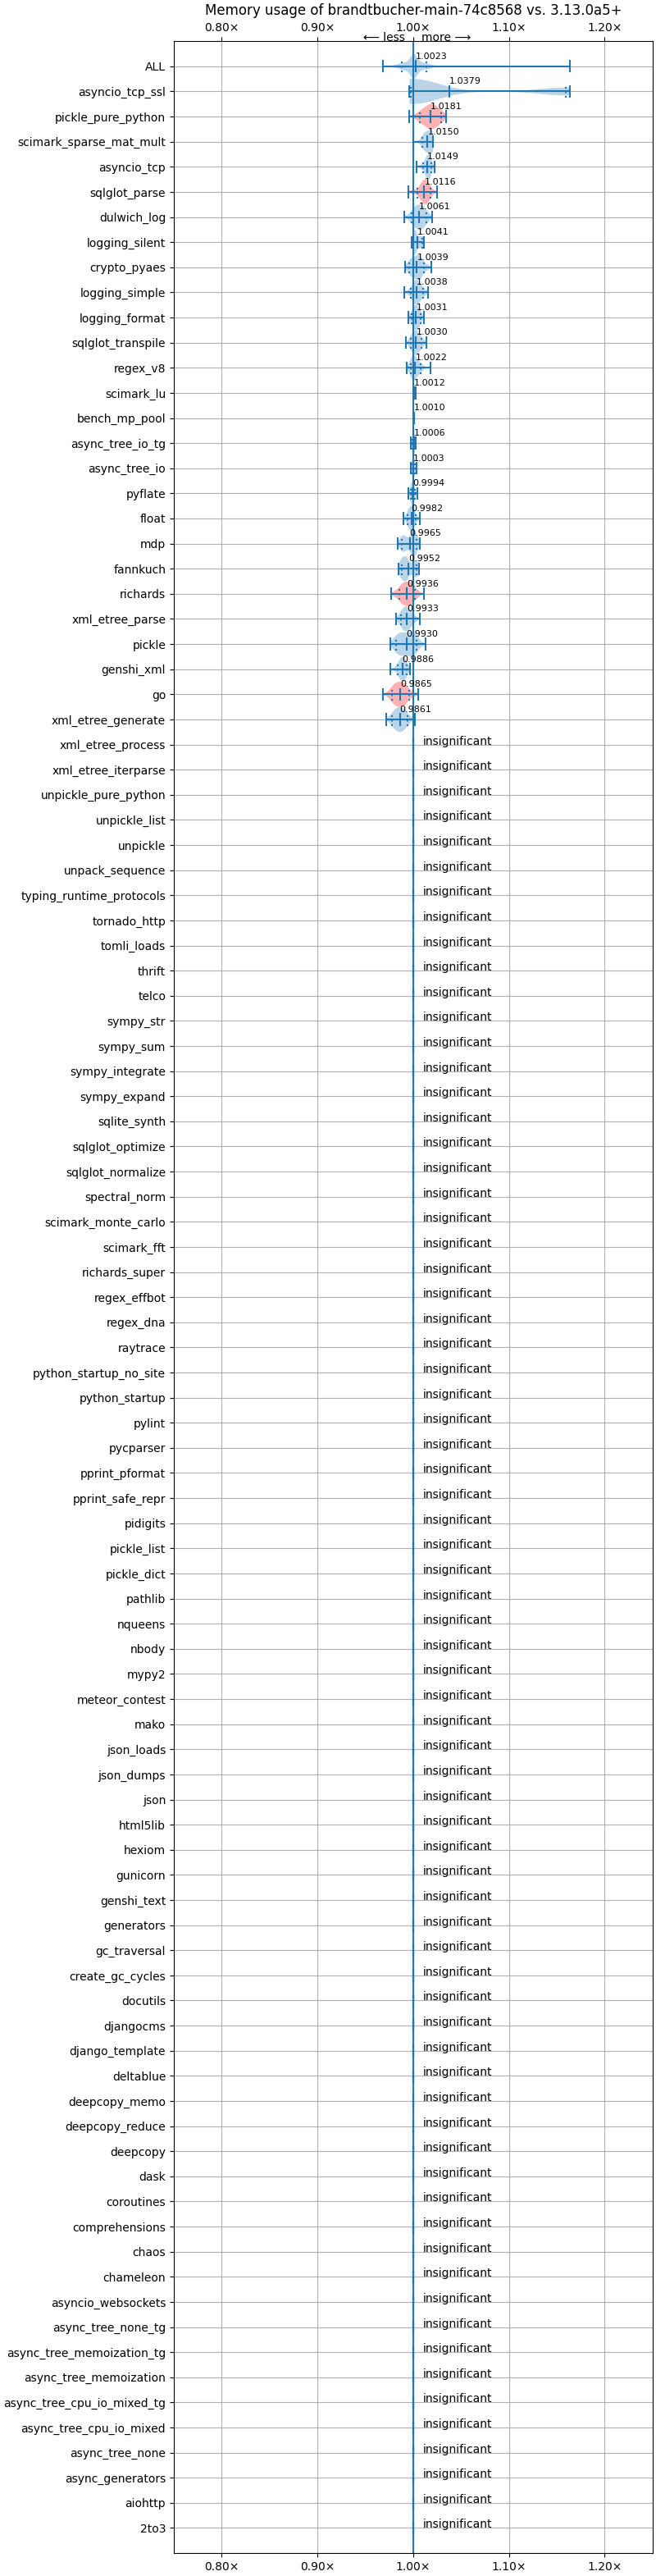 Memory usage of brandtbucher-main-74c8568 vs. 3.13.0a5+
0.80× 0.90× 1.00× 1.10× 1.20×
⟵ less more ⟶
ALL 1.0023
asyncio_tcp_ssl 1.0379
pickle_pure_python 1.0181
scimark_sparse_mat_mult 1.0150
asyncio_tcp 1.0149
sqlglot_parse 1.0116
dulwich_log 1.0061
logging_silent 1.0041
crypto_pyaes 1.0039
logging_simple 1.0038
logging_format 1.0031
sqlglot_transpile 1.0030
regex_v8 1.0022
scimark_lu 1.0012
bench_mp_pool 1.0010
async_tree_io_tg 1.0006
async_tree_io 1.0003
pyflate 0.9994
float 0.9982
mdp 0.9965
fannkuch 0.9952
richards 0.9936
xml_etree_parse 0.9933
pickle 0.9930
genshi_xml 0.9886
go 0.9865
xml_etree_generate 0.9861
xml_etree_process insignificant
xml_etree_iterparse insignificant
unpickle_pure_python insignificant
unpickle_list insignificant
unpickle insignificant
unpack_sequence insignificant
typing_runtime_protocols insignificant
tornado_http insignificant
tomli_loads insignificant
thrift insignificant
telco insignificant
sympy_str insignificant
sympy_sum insignificant
sympy_integrate insignificant
sympy_expand insignificant
sqlite_synth insignificant
sqlglot_optimize insignificant
sqlglot_normalize insignificant
spectral_norm insignificant
scimark_monte_carlo insignificant
scimark_fft insignificant
richards_super insignificant
regex_effbot insignificant
regex_dna insignificant
raytrace insignificant
python_startup_no_site insignificant
python_startup insignificant
pylint insignificant
pycparser insignificant
pprint_pformat insignificant
pprint_safe_repr insignificant
pidigits insignificant
pickle_list insignificant
pickle_dict insignificant
pathlib insignificant
nqueens insignificant
nbody insignificant
mypy2 insignificant
meteor_contest insignificant
mako insignificant
json_loads insignificant
json_dumps insignificant
json insignificant
html5lib insignificant
hexiom insignificant
gunicorn insignificant
genshi_text insignificant
generators insignificant
gc_traversal insignificant
create_gc_cycles insignificant
docutils insignificant
djangocms insignificant
django_template insignificant
deltablue insignificant
deepcopy_memo insignificant
deepcopy_reduce insignificant
deepcopy insignificant
dask insignificant
coroutines insignificant
comprehensions insignificant
chaos insignificant
chameleon insignificant
asyncio_websockets insignificant
async_tree_none_tg insignificant
async_tree_memoization_tg insignificant
async_tree_memoization insignificant
async_tree_cpu_io_mixed_tg insignificant
async_tree_cpu_io_mixed insignificant
async_tree_none insignificant
async_generators insignificant
aiohttp insignificant
2to3 insignificant
0.80× 0.90× 1.00× 1.10× 1.20×